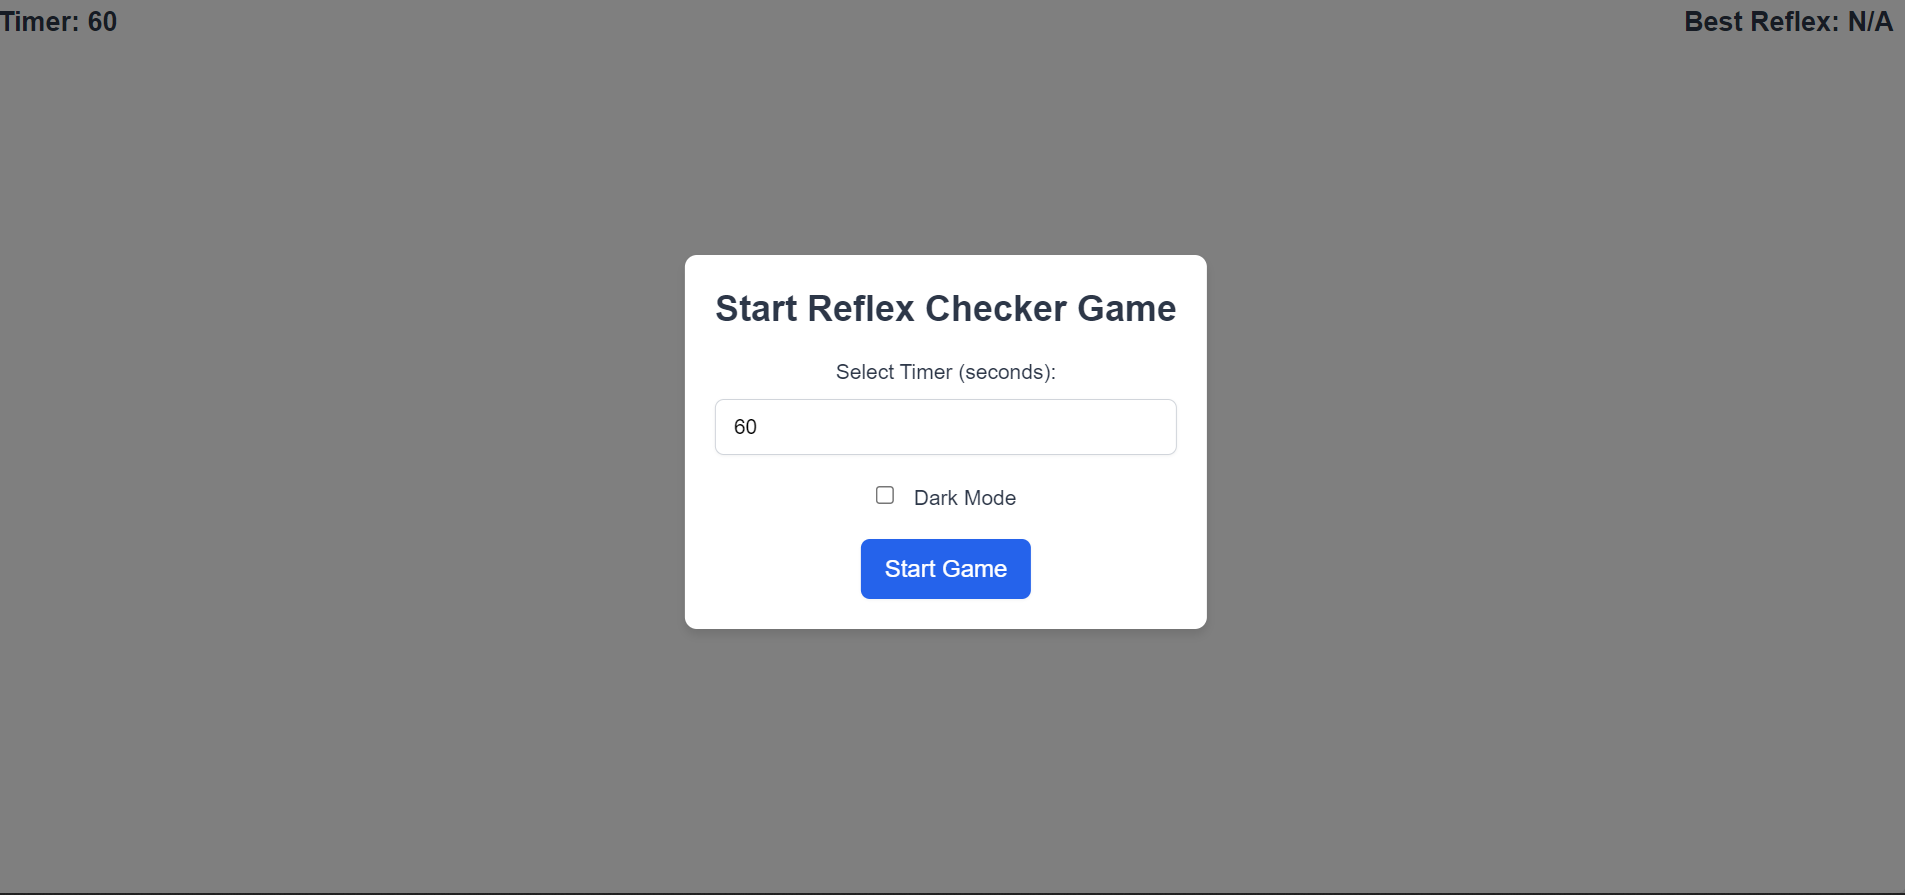 Timer: 60
Best Reflex: N/A
Start Reflex Checker Game
Select Timer (seconds):
60
Dark Mode
Start Game